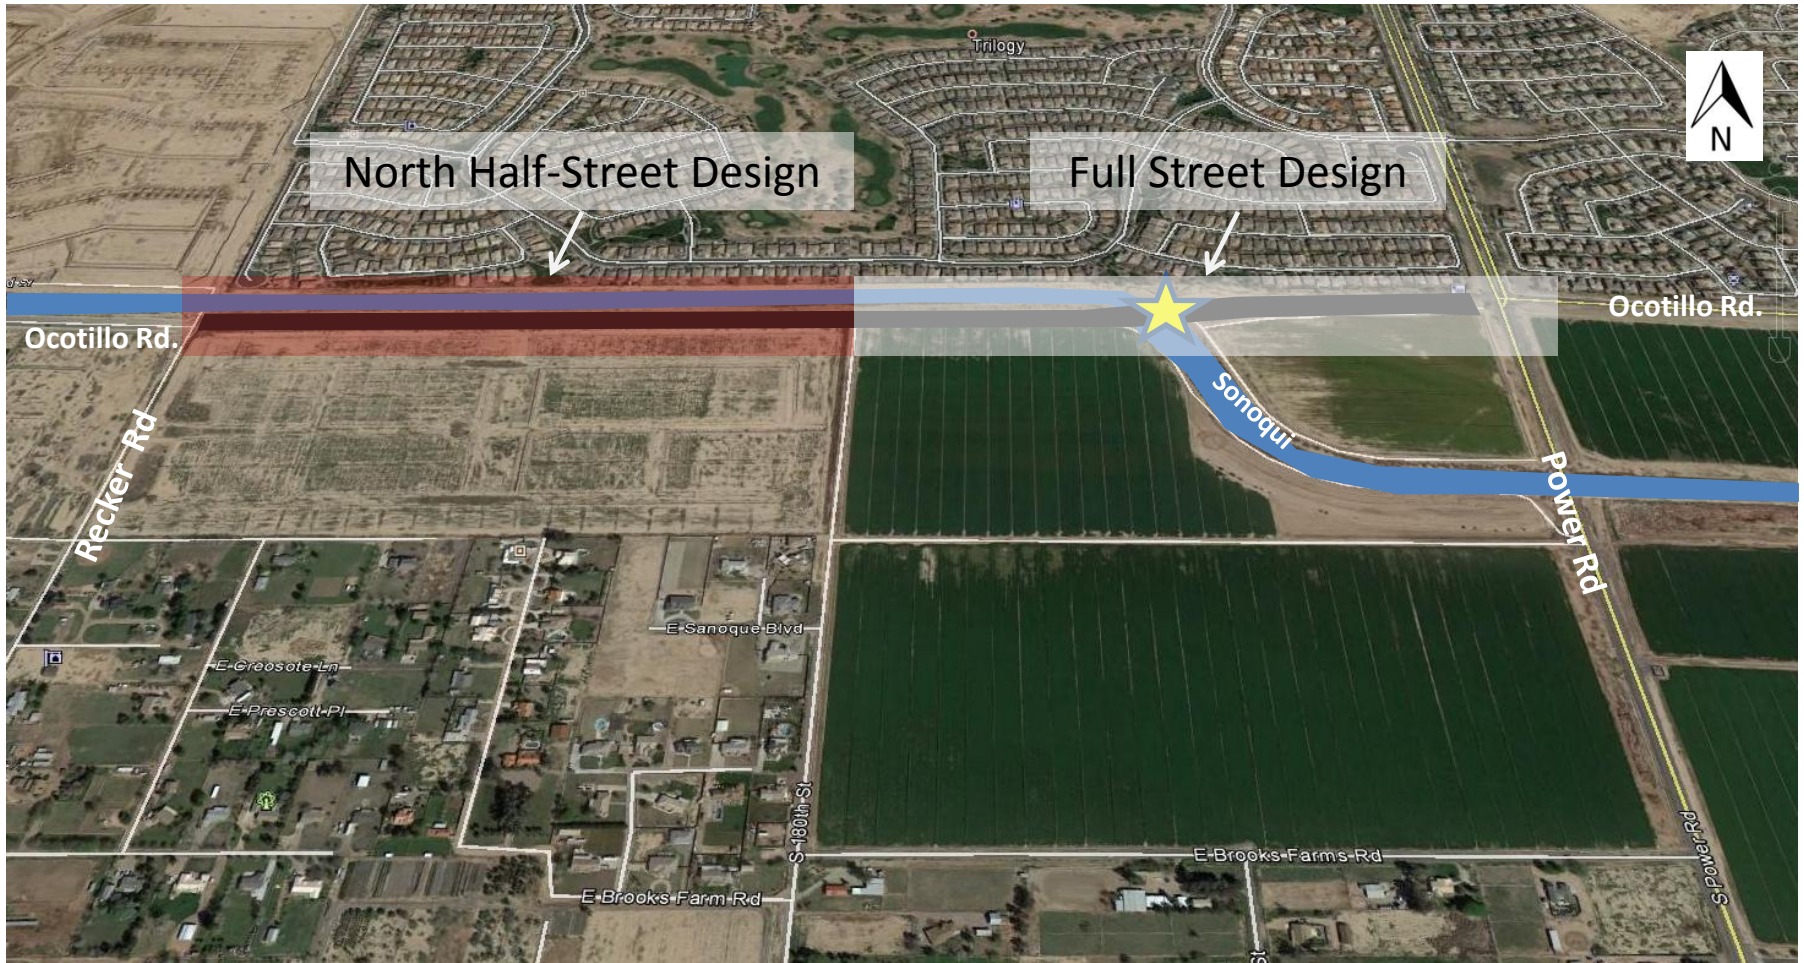 Trilogy
N
North Half-Street Design
Full Street Design
Ocotillo Rd.
Ocotillo Rd.
Sonoqui
Recker Rd
Power Rd
E Sanoque Blvd
E Creosote Ln
E Prescott Pl
S 180th St
E Brooks Farms Rd
S Power Rd
E Brooks Farm Rd
St